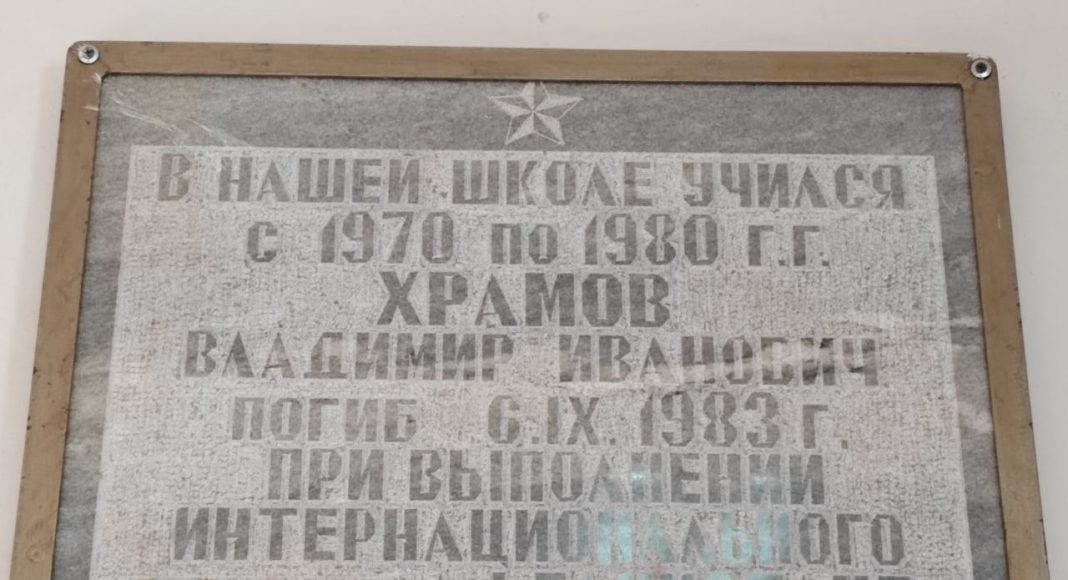 В НАШЕЙ ШКОЛЕ УЧИЛСЯ
С 1970 ПО 1980 Г.Г.
ХРАМОВ
ВЛАДИМИР ИВАНОВИЧ
ПОГИБ 6.IX.1983 Г.
ПРИ ВЫПОЛНЕНИИ
ИНТЕРНАЦИОНАЛЬНОГО